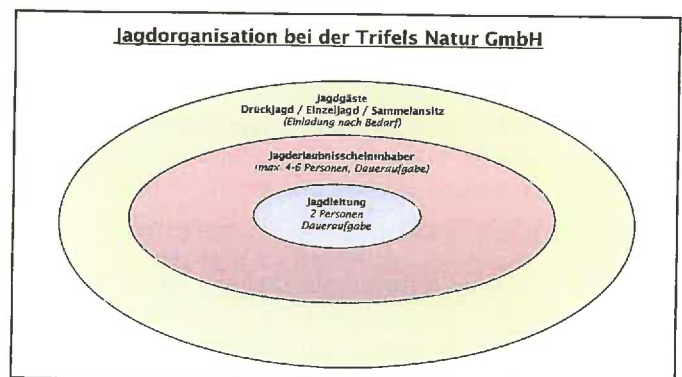 Jagdorganisation bei der Trifels Natur GmbH
Jagdgäste
Drückjagd / Einzeljagd / Sammelansitz
(Einladung nach Bedarf)
Jagderlaubnisscheininhaber
(max. 4-6 Personen, Daueraufgabe)
Jagdleitung
2 Personen
Daueraufgabe